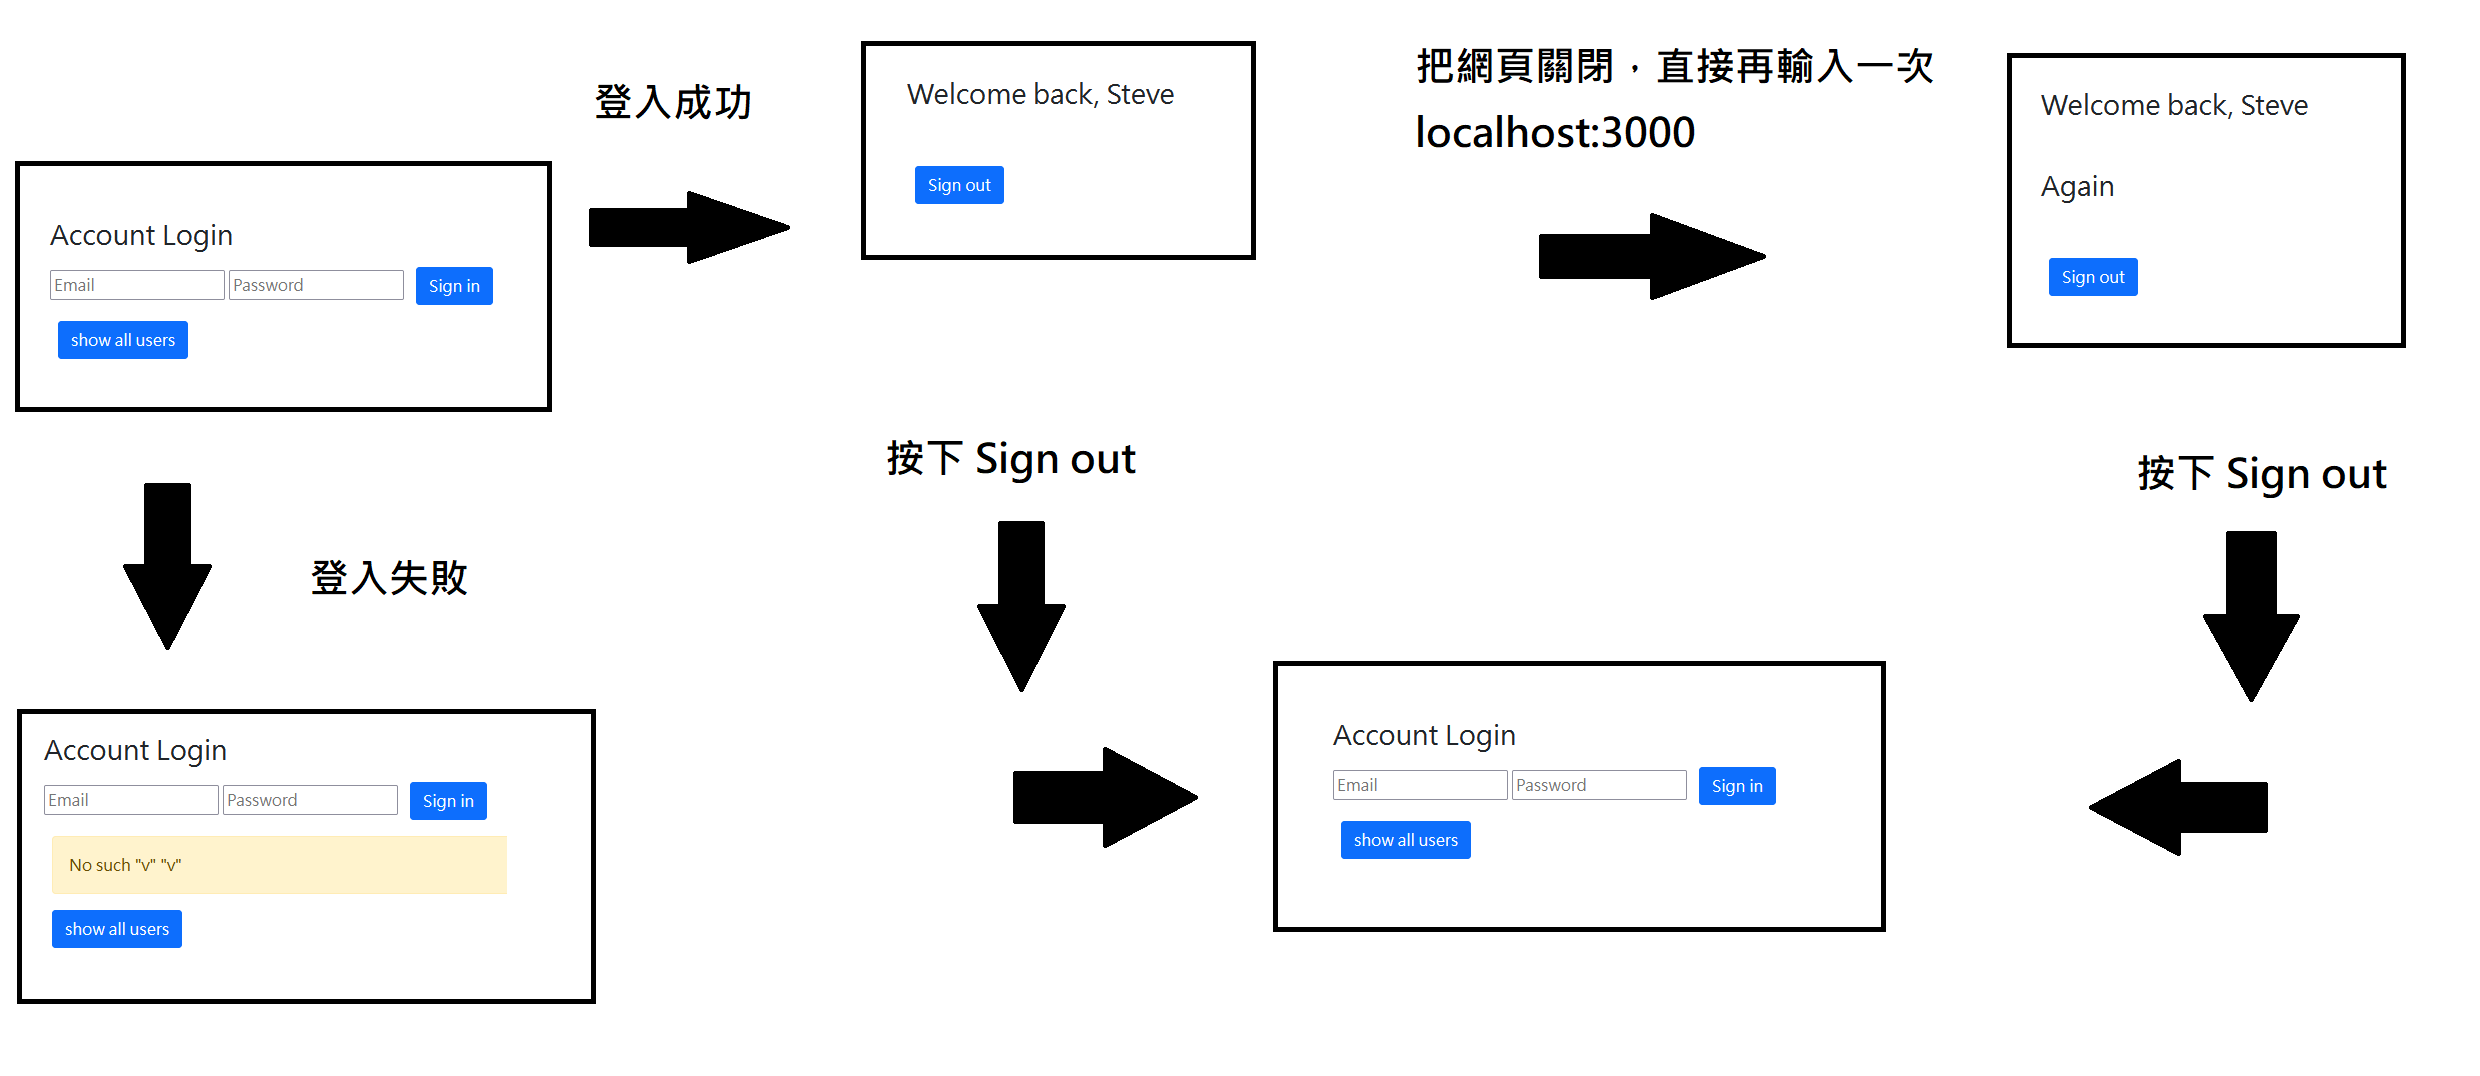 登入成功
Welcome back, Steve
Sign out
把網頁關閉，直接再輸入一次
localhost:3000
Welcome back, Steve
Again
Sign out
Account Login
Email Password Sign in
show all users
按下 Sign out
按下 Sign out
登入失敗
Account Login
Email Password Sign in
No such "v" "v"
show all users
Account Login
Email Password Sign in
show all users